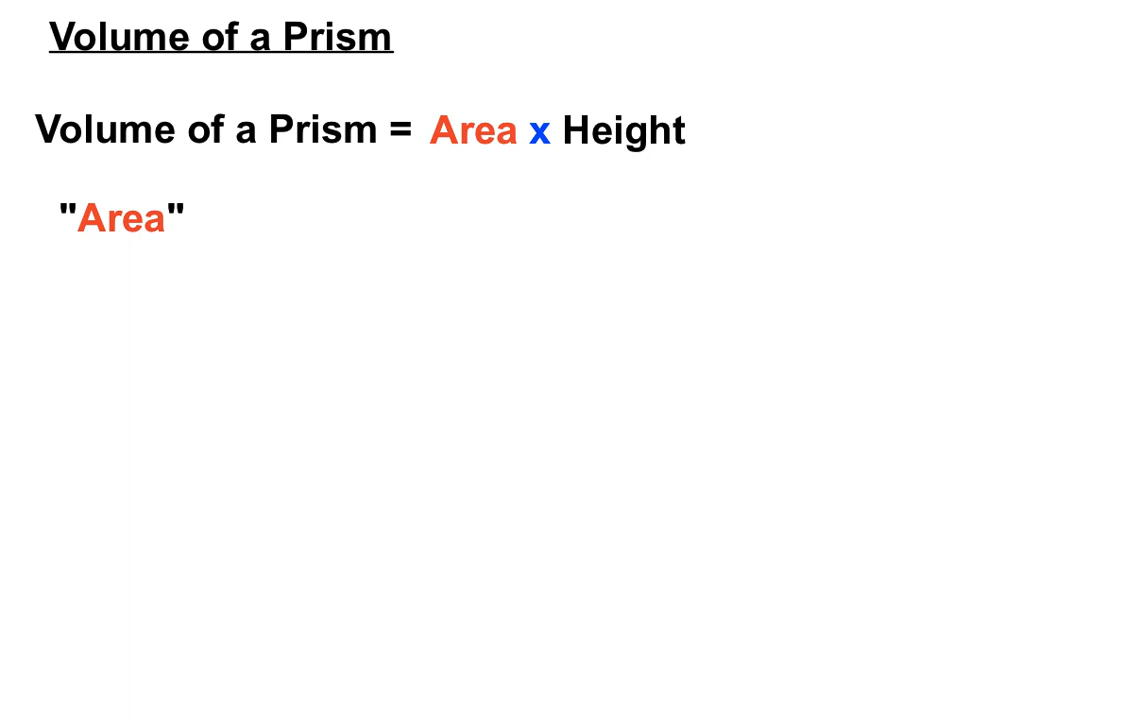 Volume of a Prism
Volume of a Prism = Area x Height
"Area"